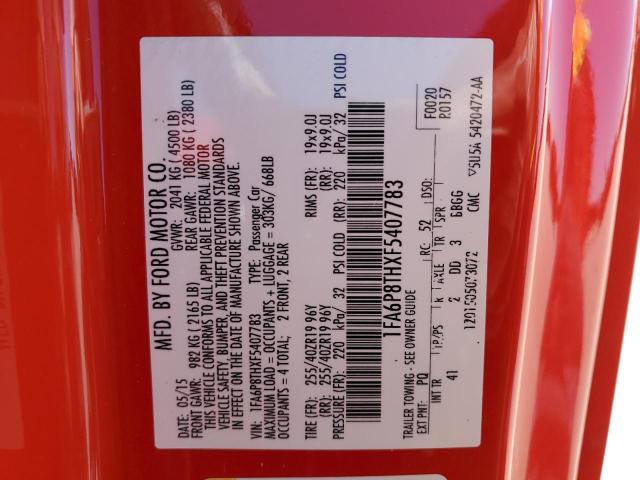 MFD. BY FORD MOTOR CO.
DATE: 05/15 GVWR: 2041 KG ( 4500 LB)
FRONT GAWR: 982 KG ( 2165 LB) REAR GAWR: 1080 KG ( 2380 LB)
THIS VEHICLE CONFORMS TO ALL APPLICABLE FEDERAL MOTOR
VEHICLE SAFETY, BUMPER, AND THEFT PREVENTION STANDARDS
IN EFFECT ON THE DATE OF MANUFACTURE SHOWN ABOVE.
VIN: 1FA6P8THXF5407783 TYPE: Passenger Car
MAXIMUM LOAD = OCCUPANTS + LUGGAGE = 303KG/ 668LB
OCCUPANTS = 4 TOTAL; 2 FRONT, 2 REAR
TIRE (FR): 255/40ZR19 96Y RIMS (FR): 19x9.0J
TIRE (RR): 255/40ZR19 96Y RIMS (RR): 19x9.0J
PRESSURE (FR): 220 kPa/ 32 PSI COLD (RR): 220 kPa/ 32 PSI COLD
1FA6P8THXF5407783
TRAILER TOWING - SEE OWNER GUIDE
EXT PNT: PQ RC: 52 DSO: F0020
R0157
INT TR TP/PS R AXLE TR SPR
41 2 DD 3 BBGG
CMC 5U5A 5420472-AA
1201505073072